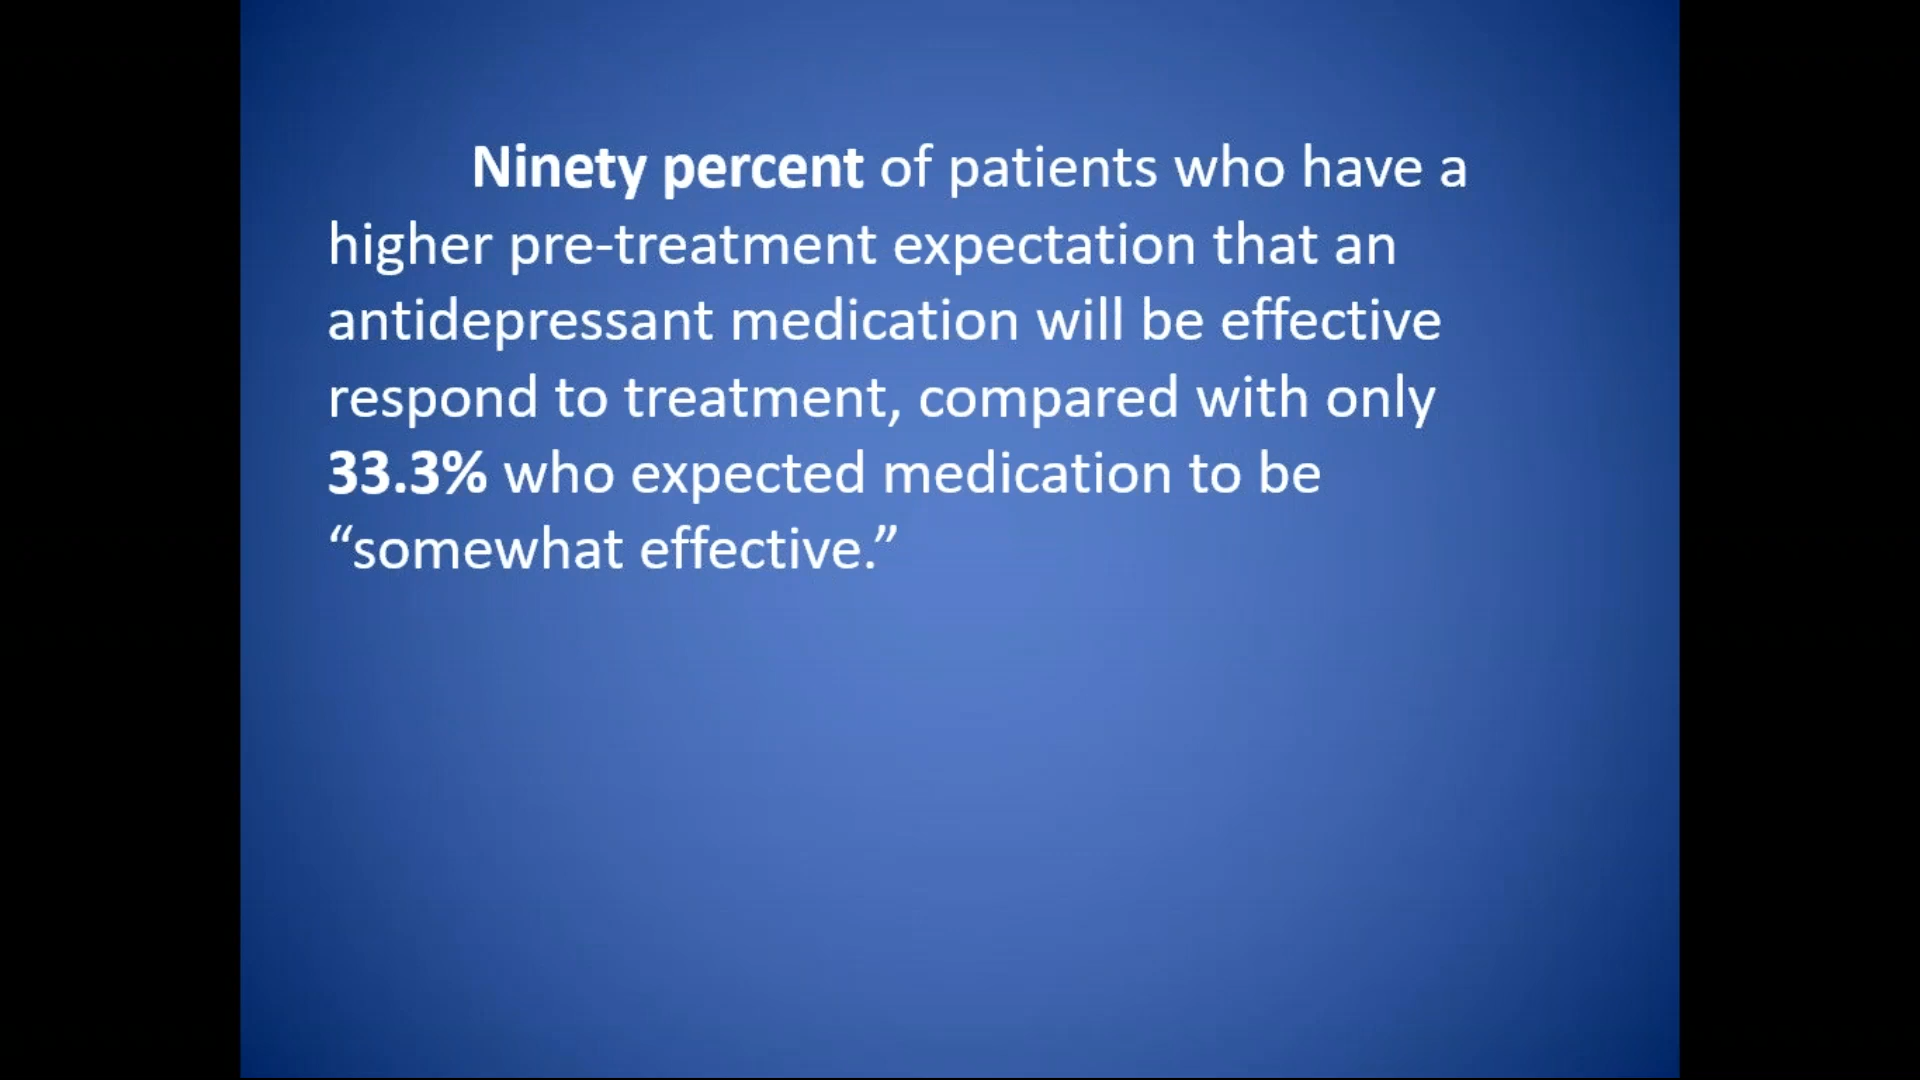 Ninety percent of patients who have a
higher pre-treatment expectation that an
antidepressant medication will be effective
respond to treatment, compared with only
33.3% who expected medication to be
“somewhat effective.”